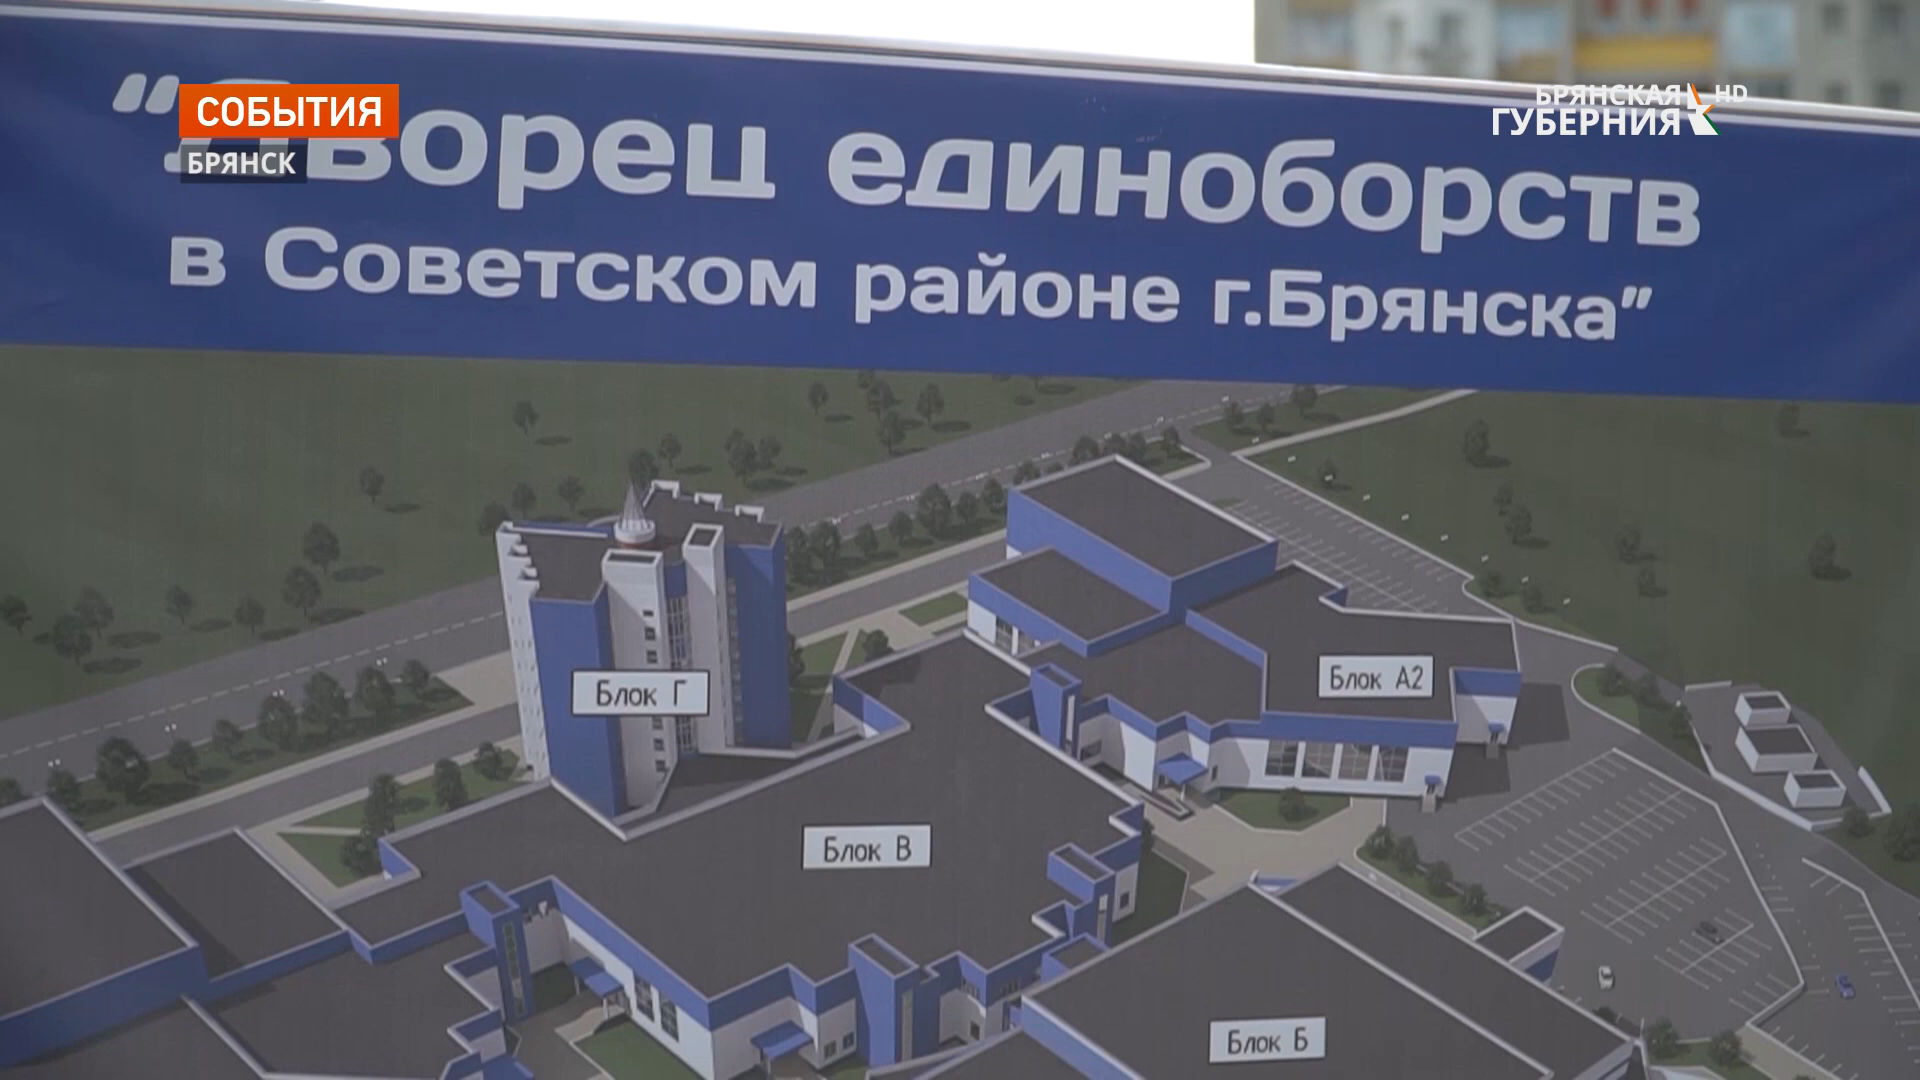 СОБЫТИЯ
БРЯНСК
БРЯНСКАЯ HD
ГУБЕРНИЯ
"Дворец единоборств
в Советском районе г.Брянска"
Блок Г
Блок А2
Блок В
Блок Б